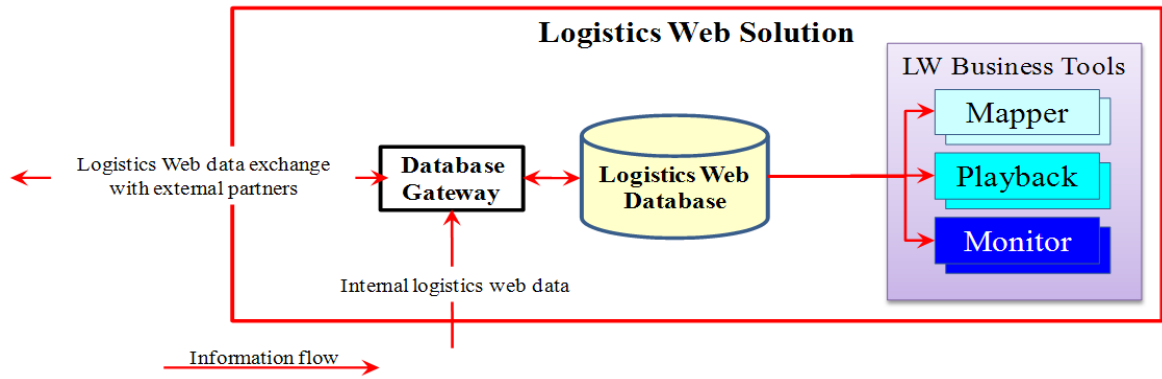 Logistics Web Solution
LW Business Tools
Mapper
Playback
Monitor
Logistics Web data exchange
with external partners
Database
Gateway
Logistics Web
Database
Internal logistics web data
Information flow